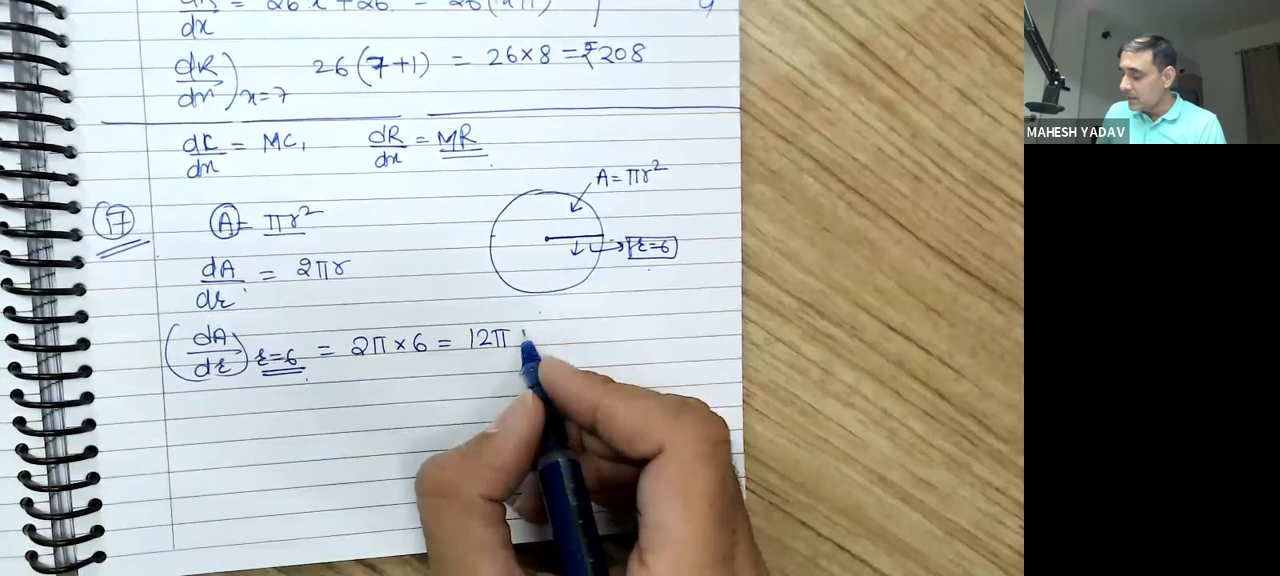 dx
dR/dx)x=7 26(7+1) = 26×8 = ₹208
dC/dx = MC, dR/dx = MR
A = πr²
17 A = πr²
r=6
dA/dr = 2πr
(dA/dr)r=6 = 2π×6 = 12π
MAHESH YADAV